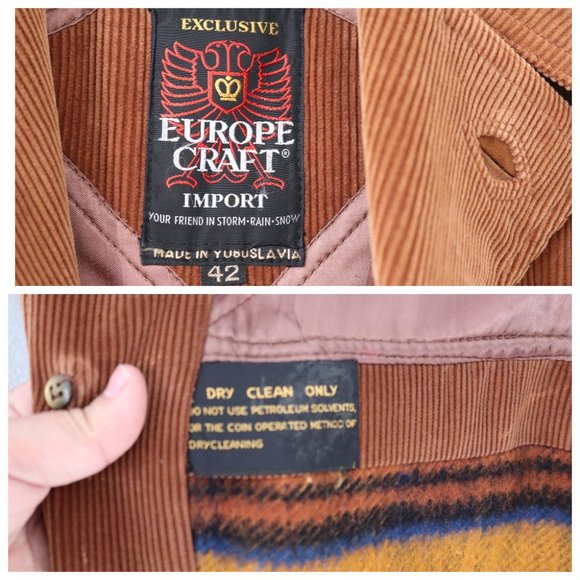 EXCLUSIVE
EUROPE
CRAFT®
IMPORT
YOUR FRIEND IN STORM•RAIN•SNOW
MADE IN YUGUSLAVIA
42
DRY CLEAN ONLY
DO NOT USE PETROLEUM SOLVENTS,
OR THE COIN OPERATED METHOD OF
DRYCLEANING